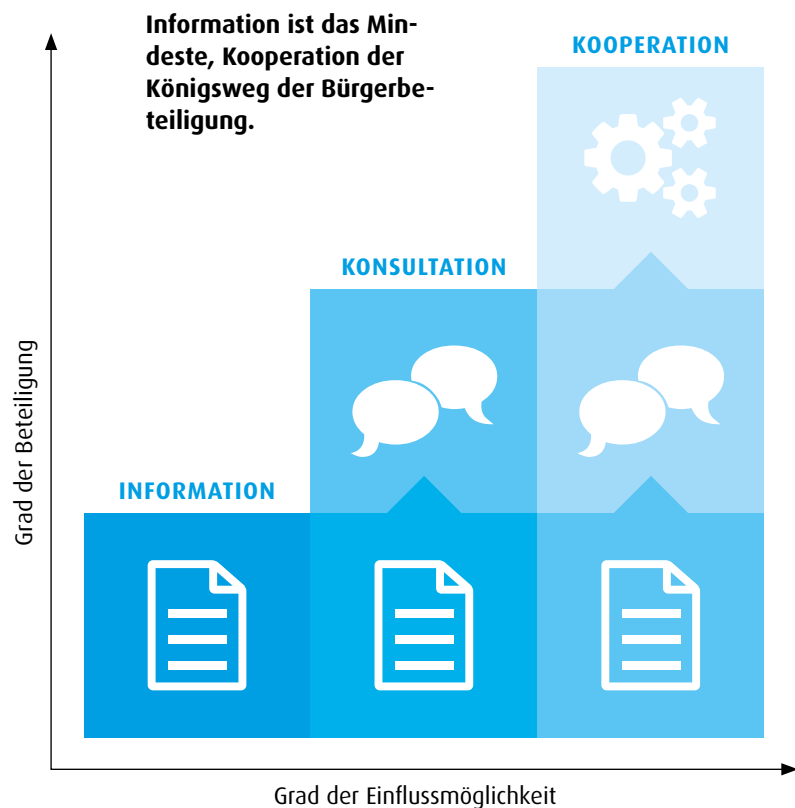 Information ist das Min-
deste, Kooperation der
Königsweg der Bürgerbe-
teiligung.
KOOPERATION
KONSULTATION
INFORMATION
Grad der Beteiligung
Grad der Einflussmöglichkeit